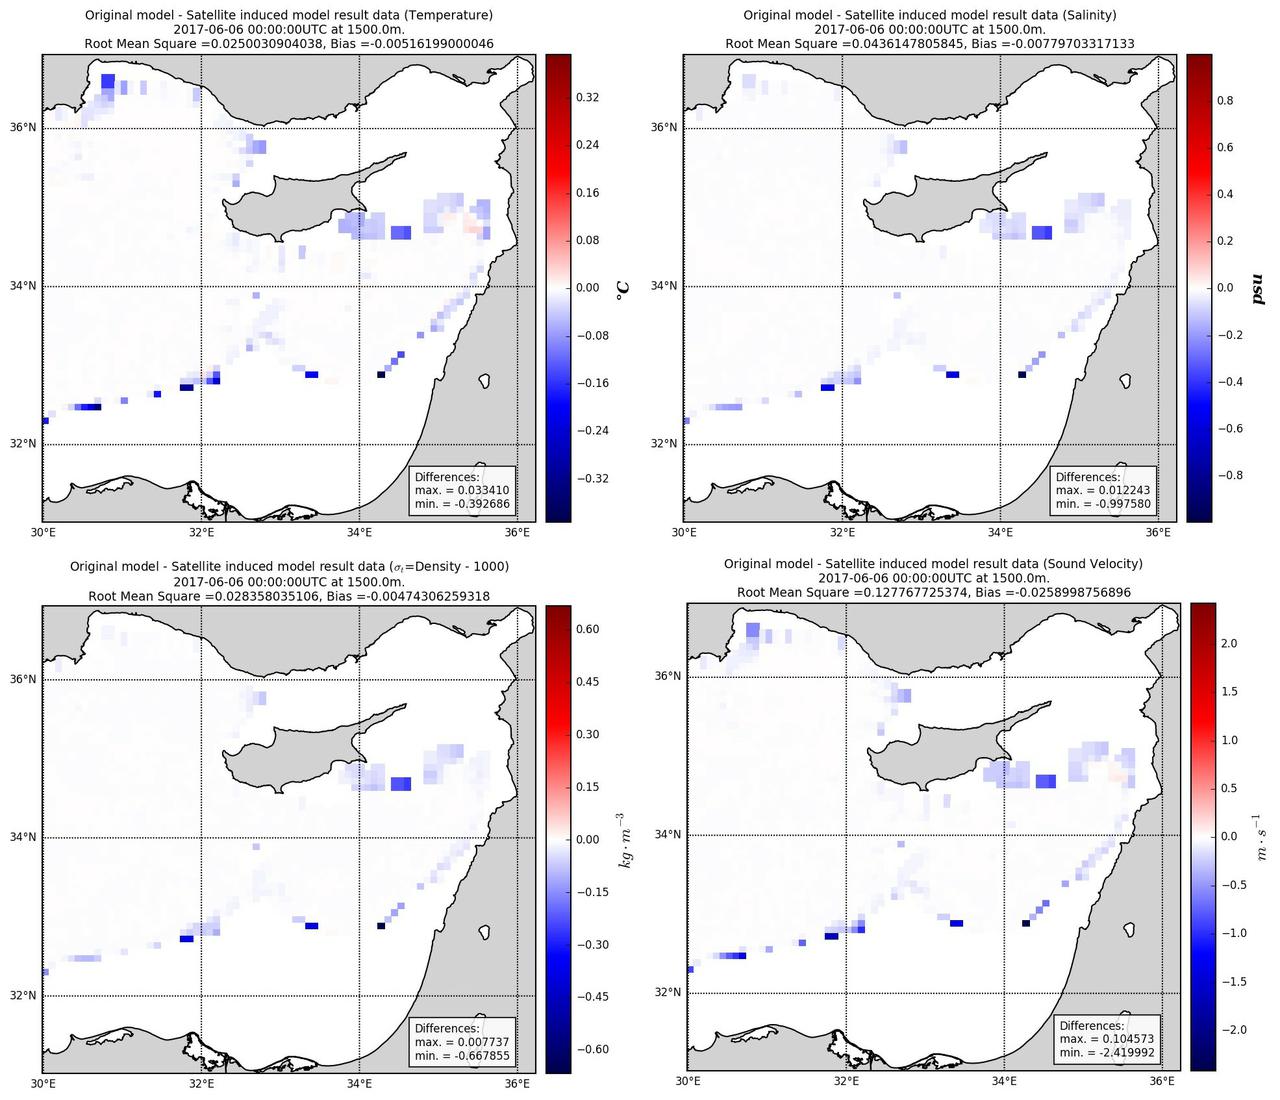 Original model - Satellite induced model result data (Temperature)
2017-06-06 00:00:00UTC at 1500.0m.
Root Mean Square =0.0250030904038, Bias =-0.00516199000046
36°N
34°N
32°N
30°E
32°E
34°E
36°E
Differences:
max. = 0.033410
min. = -0.392686
0.32
0.24
0.16
0.08
0.00
−0.08
−0.16
−0.24
−0.32
°C
Original model - Satellite induced model result data (Salinity)
2017-06-06 00:00:00UTC at 1500.0m.
Root Mean Square =0.0436147805845, Bias =-0.00779703317133
36°N
34°N
32°N
30°E
32°E
34°E
36°E
Differences:
max. = 0.012243
min. = -0.997580
0.8
0.6
0.4
0.2
0.0
−0.2
−0.4
−0.6
−0.8
psu
Original model - Satellite induced model result data (σₜ=Density - 1000)
2017-06-06 00:00:00UTC at 1500.0m.
Root Mean Square =0.028358035106, Bias =-0.00474306259318
36°N
34°N
32°N
30°E
32°E
34°E
36°E
Differences:
max. = 0.007737
min. = -0.667855
0.60
0.45
0.30
0.15
0.00
−0.15
−0.30
−0.45
−0.60
kg · m⁻³
Original model - Satellite induced model result data (Sound Velocity)
2017-06-06 00:00:00UTC at 1500.0m.
Root Mean Square =0.127767725374, Bias =-0.0258998756896
36°N
34°N
32°N
30°E
32°E
34°E
36°E
Differences:
max. = 0.104573
min. = -2.419992
2.0
1.5
1.0
0.5
0.0
−0.5
−1.0
−1.5
−2.0
m · s⁻¹